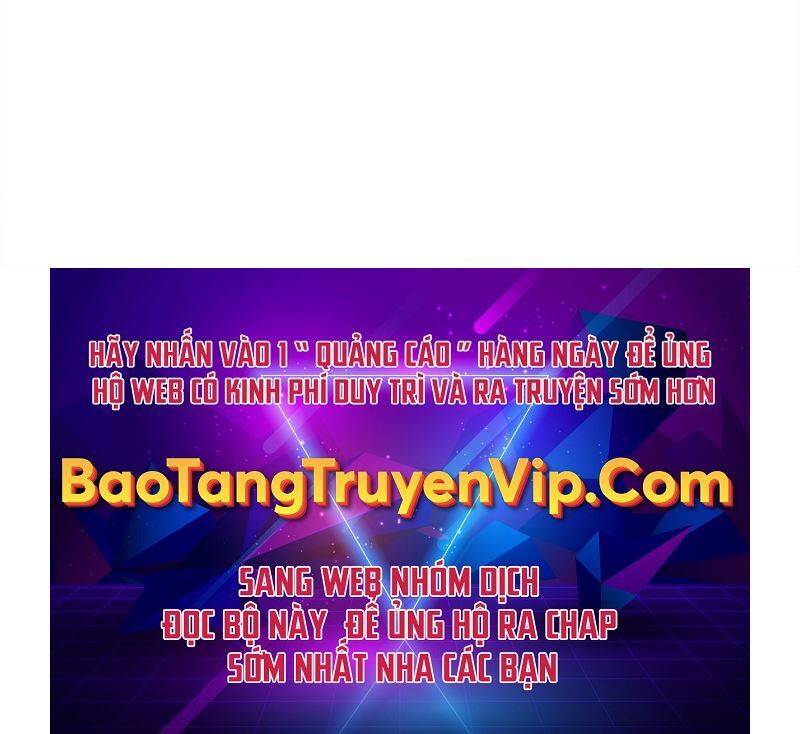 HÃY NHẤN VÀO 1 “ QUẢNG CÁO ” HÀNG NGÀY ĐỂ ỦNG
HỘ WEB CÓ KINH PHÍ DUY TRÌ VÀ RA TRUYỆN SỚM HƠN
BaoTangTruyenVip.Com
SANG WEB NHÓM DỊCH
ĐỌC BỘ NÀY ĐỂ ỦNG HỘ RA CHAP
SỚM NHẤT NHA CÁC BẠN